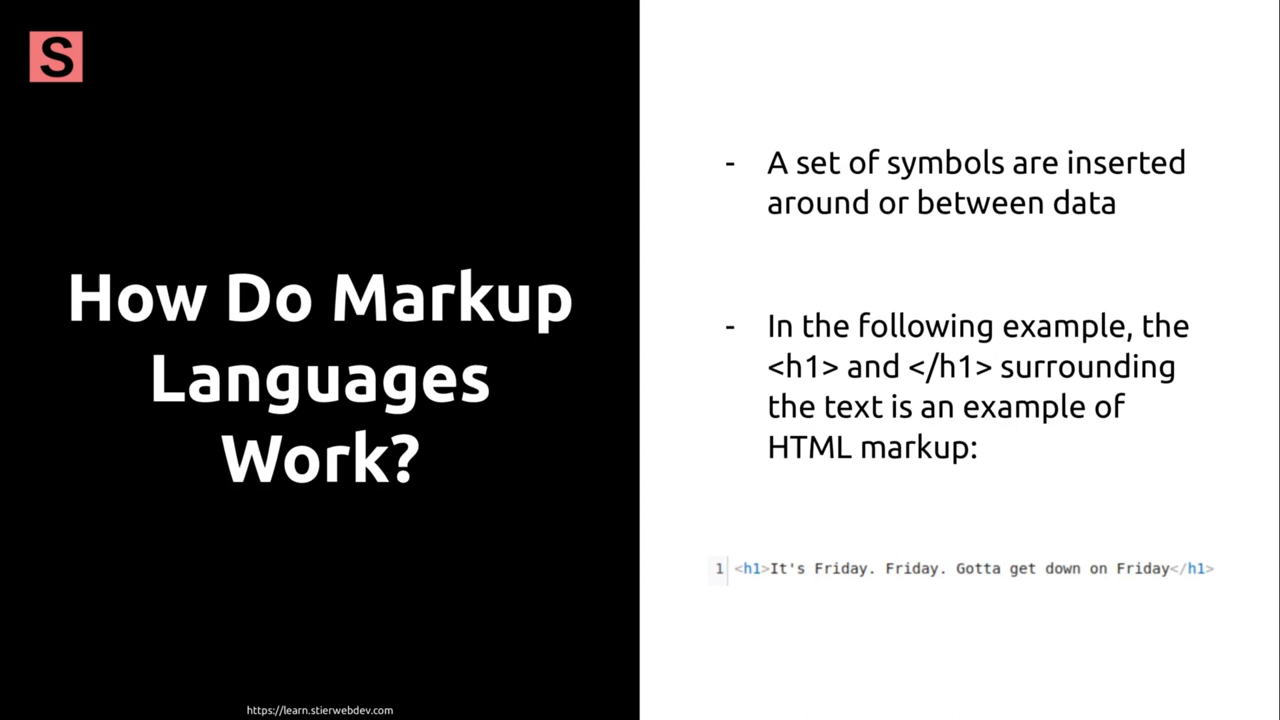 S
How Do Markup
Languages
Work?
https://learn.stierwebdev.com
- A set of symbols are inserted
around or between data
- In the following example, the
<h1> and </h1> surrounding
the text is an example of
HTML markup:
1 <h1>It's Friday. Friday. Gotta get down on Friday</h1>